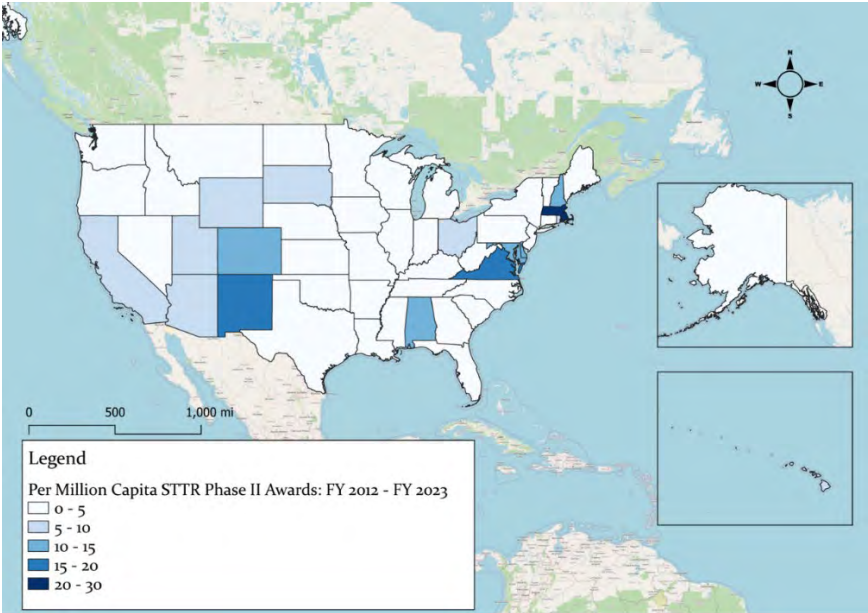 N
W E
S
0 500 1,000 mi
Legend
Per Million Capita STTR Phase II Awards: FY 2012 - FY 2023
0 - 5
5 - 10
10 - 15
15 - 20
20 - 30